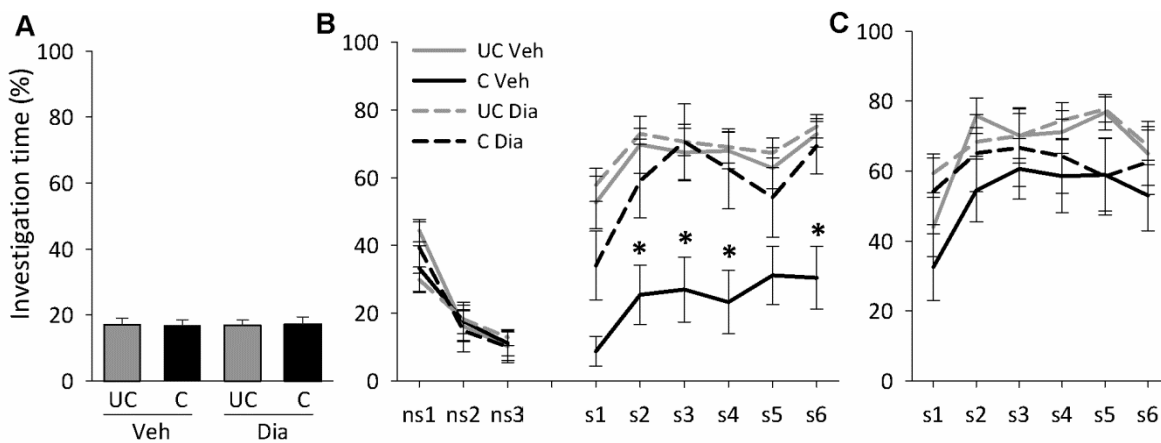 A
B
C
Investigation time (%)
100
80
60
40
20
0
UC C UC C
Veh Dia
100
80
60
40
20
0
UC Veh
C Veh
UC Dia
C Dia
* * * *
ns1 ns2 ns3 s1 s2 s3 s4 s5 s6
100
80
60
40
20
0
s1 s2 s3 s4 s5 s6